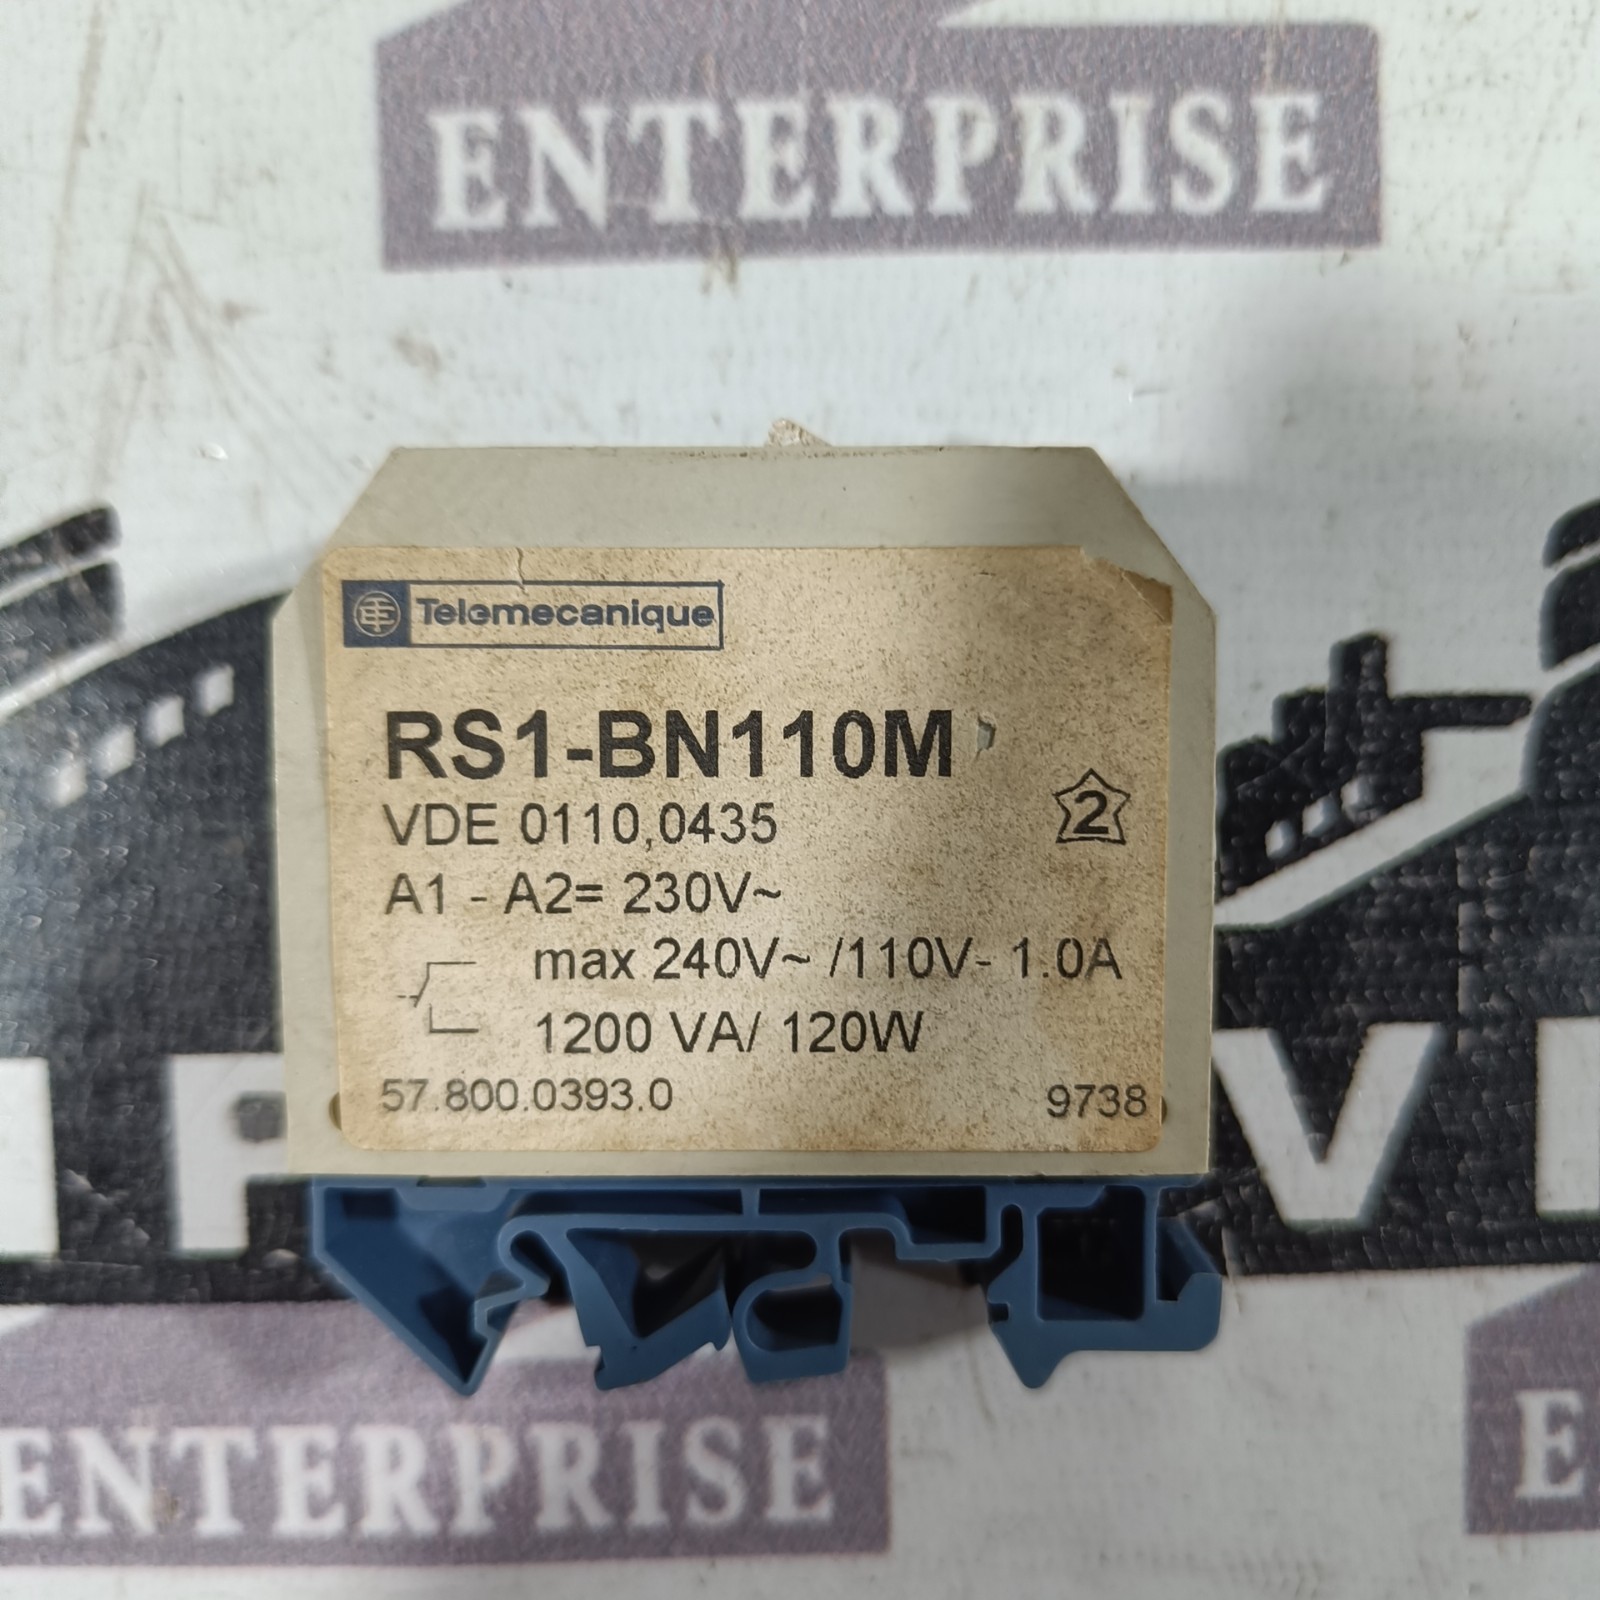 ENTERPRISE
Telemecanique
RS1-BN110M
VDE 0110,0435
2
A1 - A2= 230V~
max 240V~ /110V- 1.0A
1200 VA/ 120W
57.800.0393.0
9738
ENTERPRISE
E